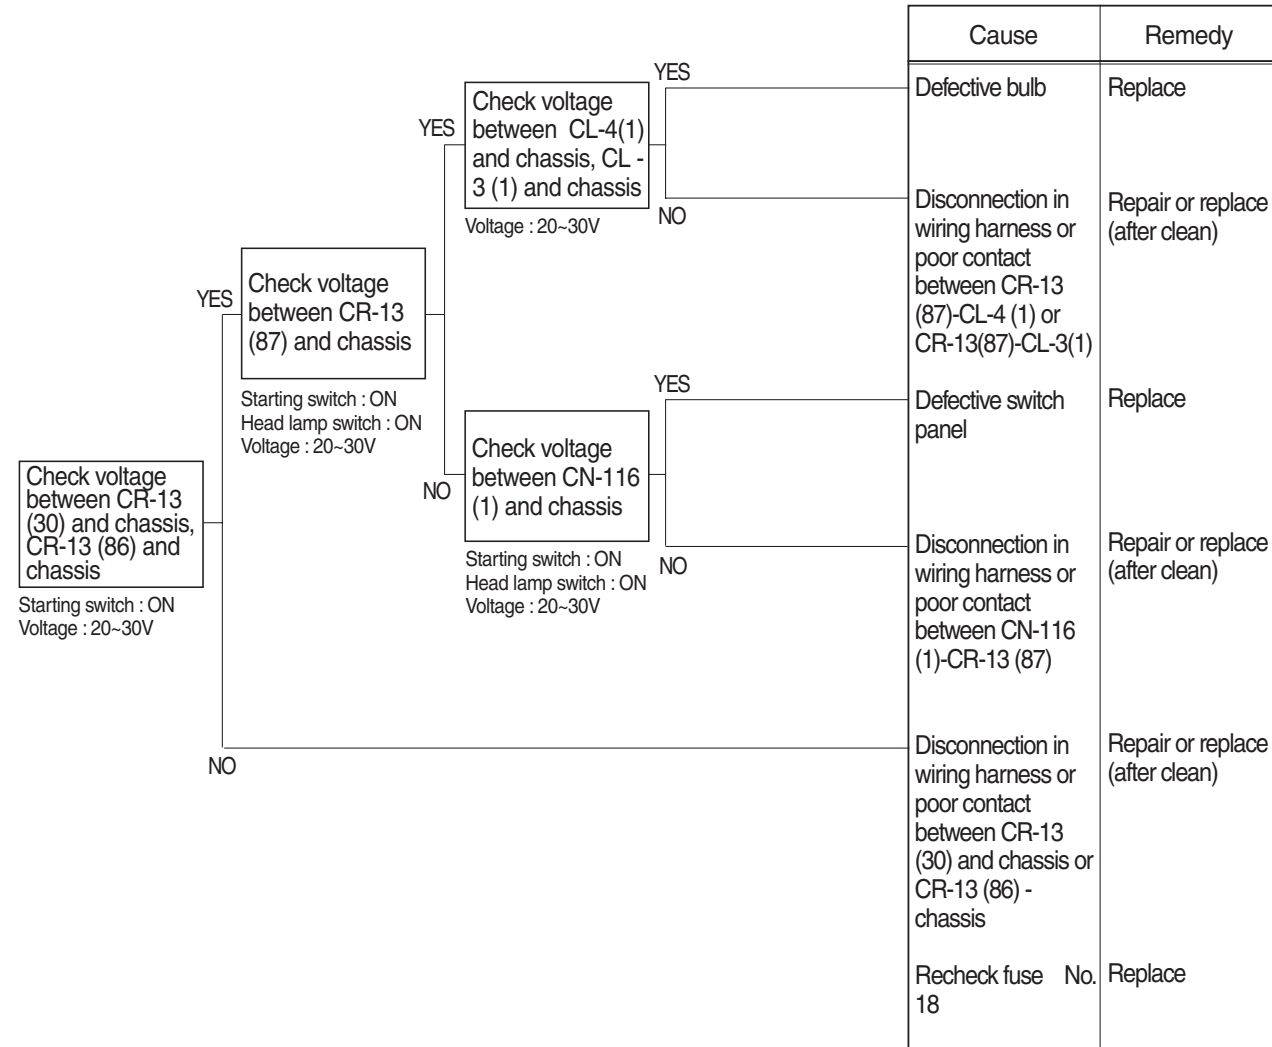 Cause
Remedy
YES
Check voltage
between CL-4(1)
and chassis, CL -
3 (1) and chassis
Voltage : 20~30V
YES
Defective bulb
Replace
NO
Disconnection in
wiring harness or
poor contact
between CR-13
(87)-CL-4 (1) or
CR-13(87)-CL-3(1)
Repair or replace
(after clean)
YES
Check voltage
between CR-13
(87) and chassis
Starting switch : ON
Head lamp switch : ON
Voltage : 20~30V
YES
Defective switch
panel
Replace
NO
Check voltage
between CN-116
(1) and chassis
Starting switch : ON
Head lamp switch : ON
Voltage : 20~30V
NO
Disconnection in
wiring harness or
poor contact
between CN-116
(1)-CR-13 (87)
Repair or replace
(after clean)
Check voltage
between CR-13
(30) and chassis,
CR-13 (86) and
chassis
Starting switch : ON
Voltage : 20~30V
NO
Disconnection in
wiring harness or
poor contact
between CR-13
(30) and chassis or
CR-13 (86) -
chassis
Repair or replace
(after clean)
Recheck fuse No.
18
Replace